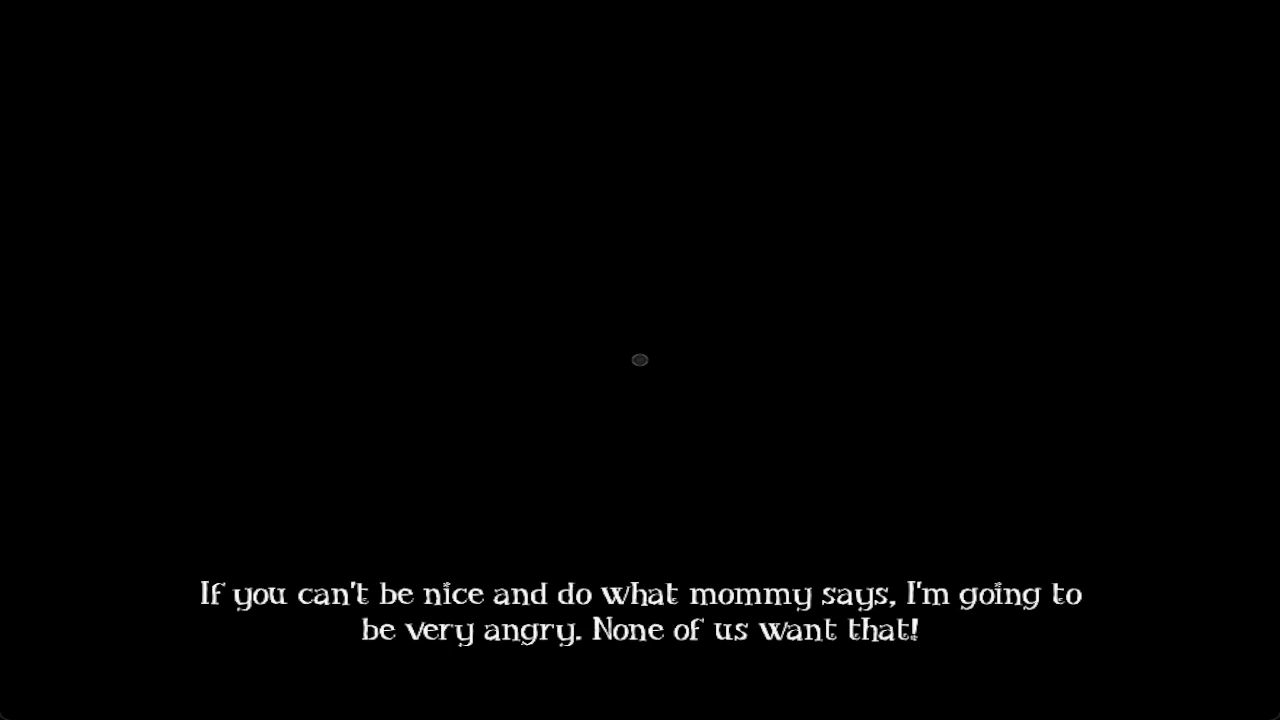 If you can't be nice and do what mommy says, I'm going to
be very angry. None of us want that!